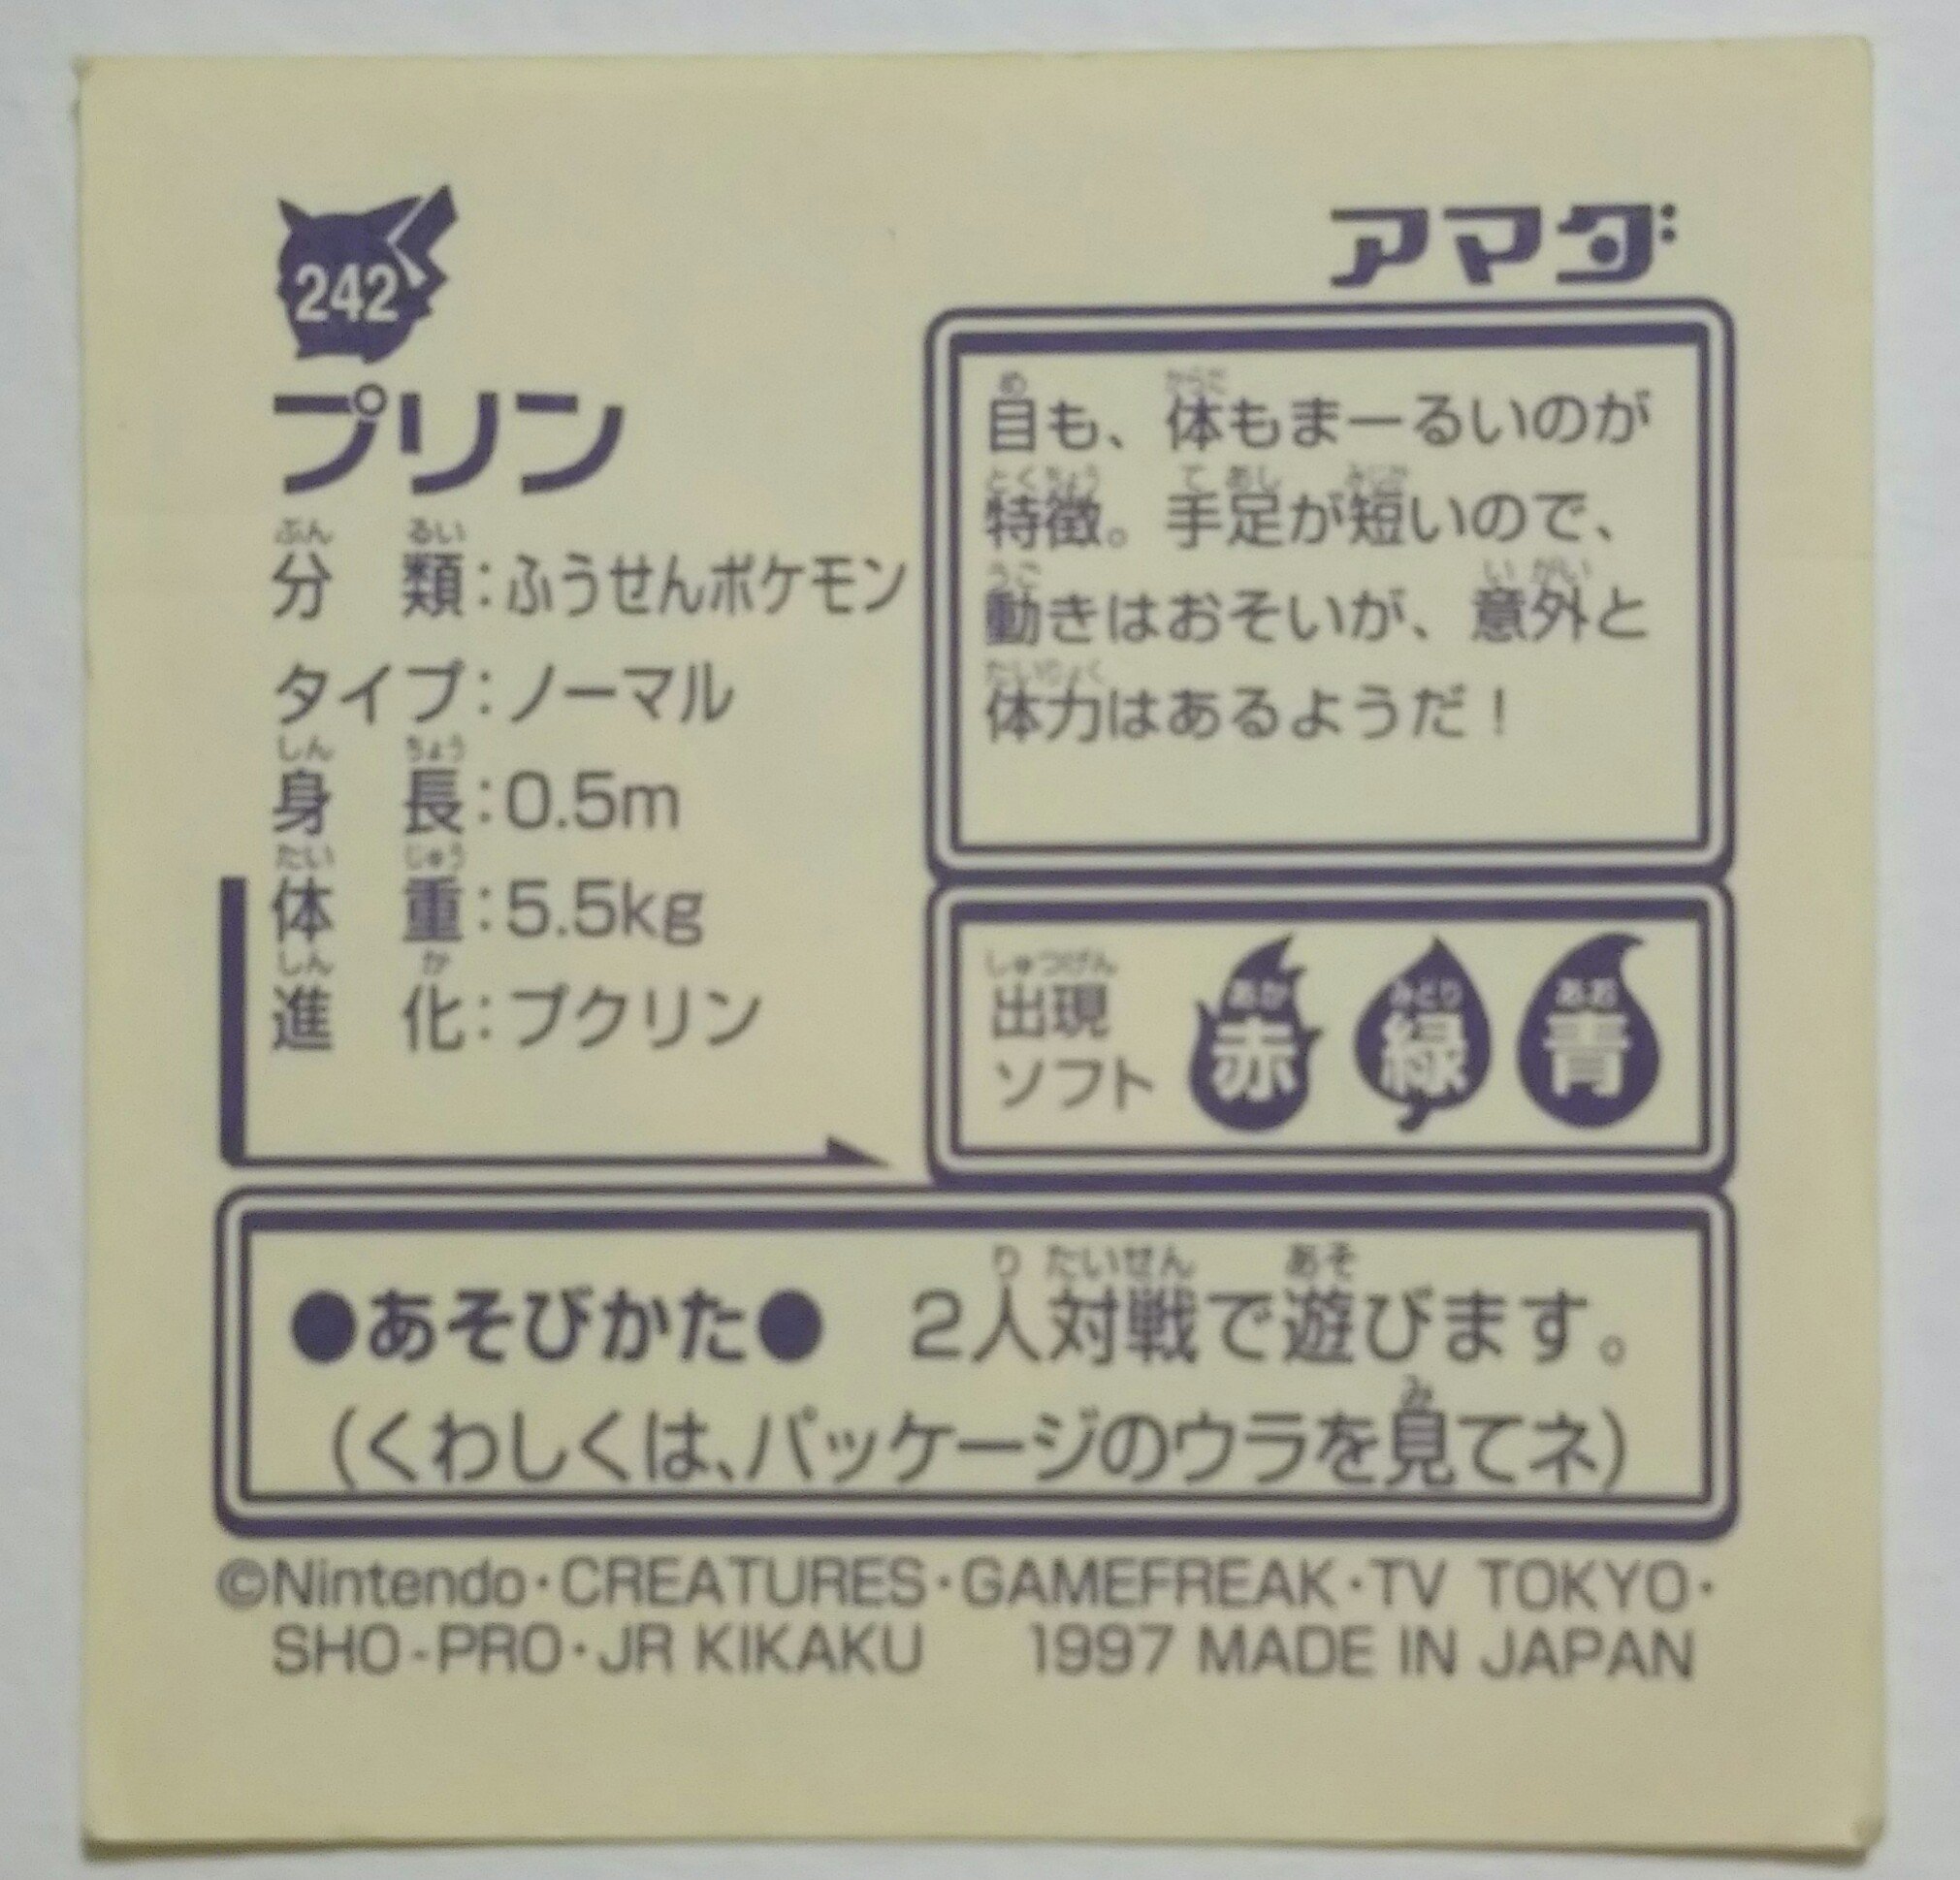 242
アマダ
プリン
分類:ふうせんポケモン
タイプ:ノーマル
身長:0.5m
体重:5.5kg
進化:プクリン
目も、体もまーるいのが
特徴。手足が短いので、
動きはおそいが、意外と
体力はあるようだ!
出現
ソフト
赤 緑 青
●あそびかた● 2人対戦で遊びます。
(くわしくは、パッケージのウラを見てネ)
©Nintendo・CREATURES・GAMEFREAK・TV TOKYO・
SHO-PRO・JR KIKAKU 1997 MADE IN JAPAN